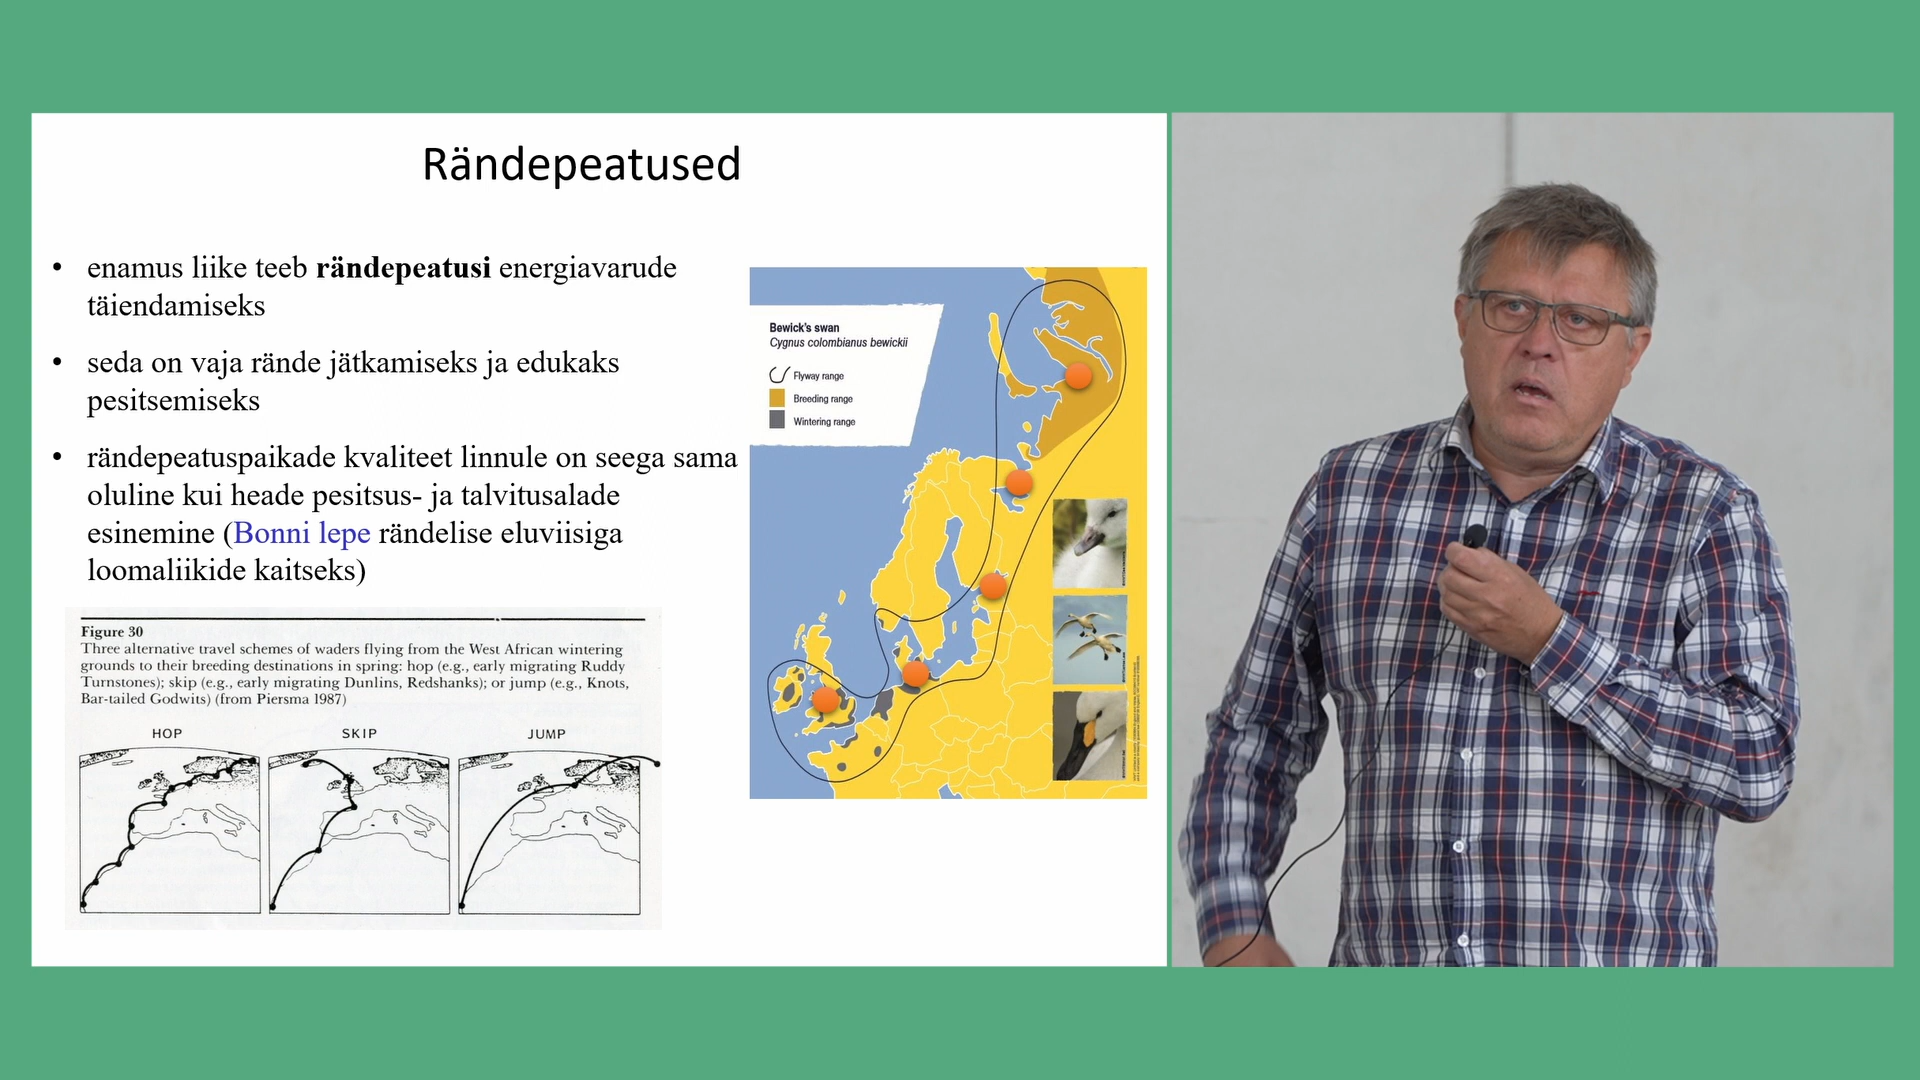 Rändepeatused
• enamus liike teeb rändepeatusi energiavarude
täiendamiseks
• seda on vaja rände jätkamiseks ja edukaks
pesitsemiseks
• rändepeatuspaikade kvaliteet linnule on seega sama
oluline kui heade pesitsus- ja talvitusalade
esinemine (Bonni lepe rändelise eluviisiga
loomaliikide kaitseks)
Figure 30
Three alternative travel schemes of waders flying from the West African wintering
grounds to their breeding destinations in spring: hop (e.g., early migrating Ruddy
Turnstones); skip (e.g., early migrating Dunlins, Redshanks); or jump (e.g., Knots,
Bar-tailed Godwits) (from Piersma 1987)
HOP
SKIP
JUMP
Bewick's swan
Cygnus colombianus bewickii
Flyway range
Breeding range
Wintering range